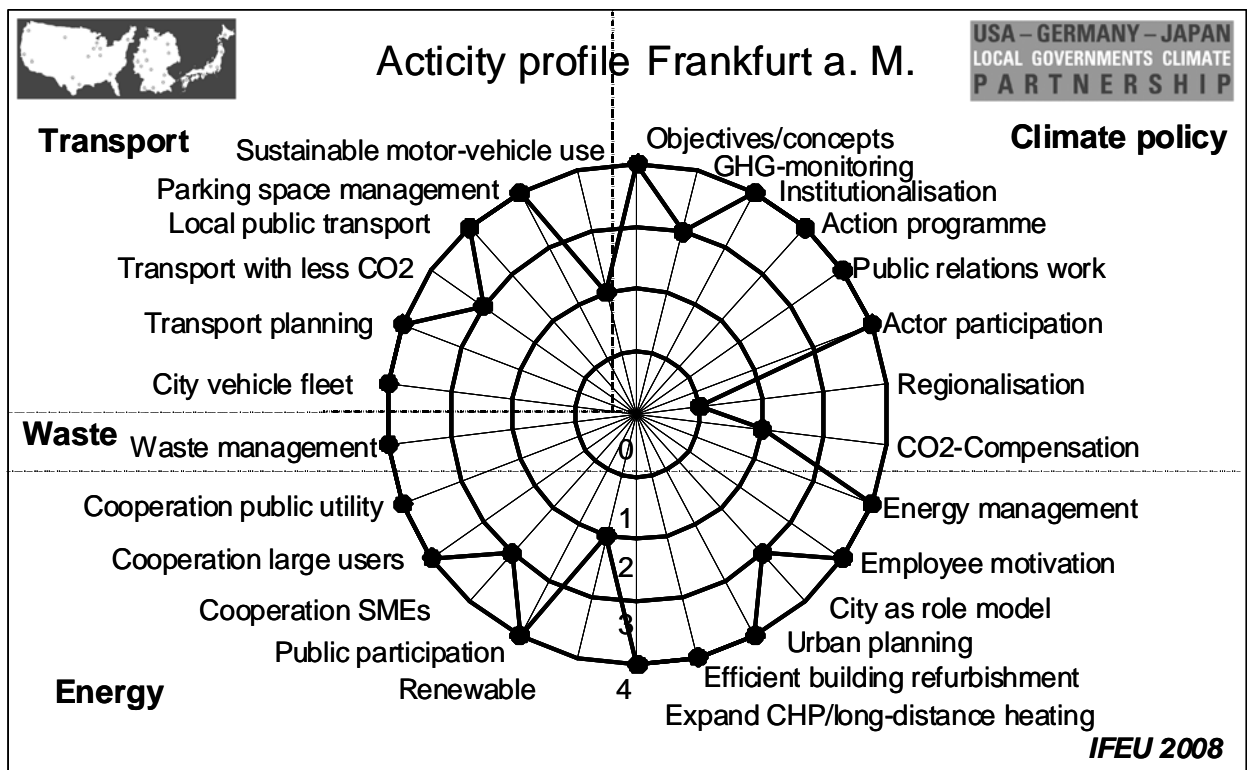 USA – GERMANY – JAPAN
LOCAL GOVERNMENTS CLIMATE
PARTNERSHIP
Acticity profile Frankfurt a. M.
Transport
Climate policy
Objectives/concepts
GHG-monitoring
Institutionalisation
Action programme
Public relations work
Actor participation
Regionalisation
CO2-Compensation
Energy management
Employee motivation
City as role model
Urban planning
Efficient building refurbishment
Expand CHP/long-distance heating
Sustainable motor-vehicle use
Parking space management
Local public transport
Transport with less CO2
Transport planning
City vehicle fleet
Waste
Waste management
Cooperation public utility
Cooperation large users
Cooperation SMEs
Public participation
Renewable
Energy
0
1
2
3
4
IFEU 2008